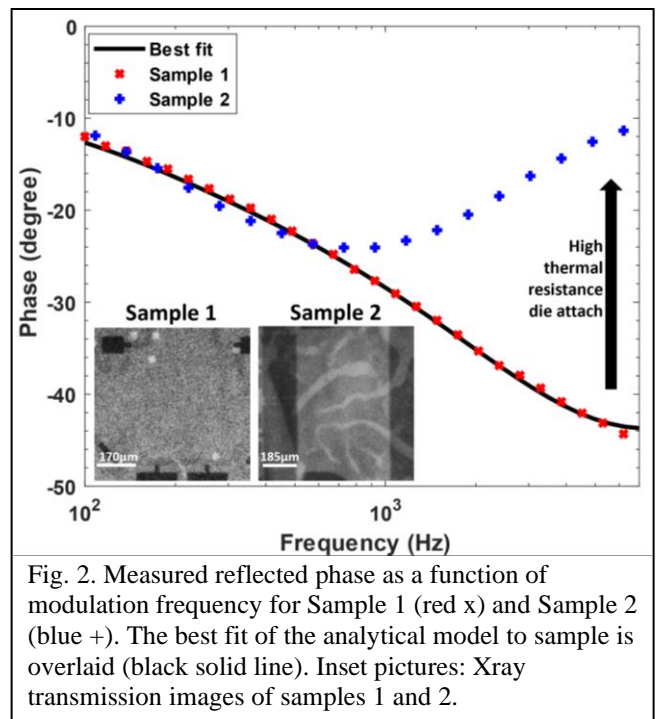 0
-10
-20
-30
-40
-50
Phase (degree)
Best fit
Sample 1
Sample 2
High
thermal
resistance
die attach
Sample 1
Sample 2
170µm
185µm
10²
10³
Frequency (Hz)
Fig. 2. Measured reflected phase as a function of
modulation frequency for Sample 1 (red x) and Sample 2
(blue +). The best fit of the analytical model to sample is
overlaid (black solid line). Inset pictures: Xray
transmission images of samples 1 and 2.